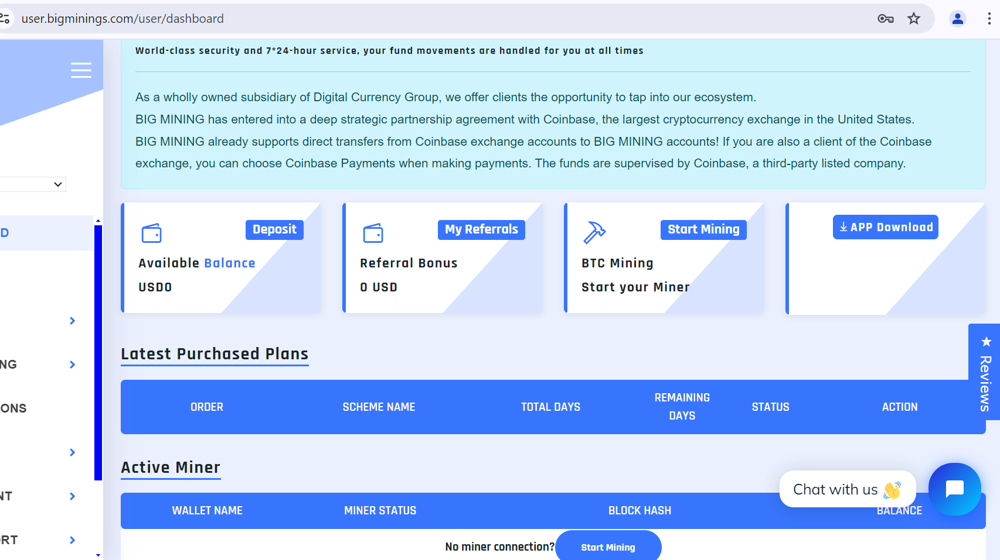 user.bigminings.com/user/dashboard
World-class security and 7*24-hour service, your fund movements are handled for you at all times
As a wholly owned subsidiary of Digital Currency Group, we offer clients the opportunity to tap into our ecosystem.
BIG MINING has entered into a deep strategic partnership agreement with Coinbase, the largest cryptocurrency exchange in the United States.
BIG MINING already supports direct transfers from Coinbase exchange accounts to BIG MINING accounts! If you are also a client of the Coinbase
exchange, you can choose Coinbase Payments when making payments. The funds are supervised by Coinbase, a third-party listed company.
Deposit
Available Balance
USD0
My Referrals
Referral Bonus
0 USD
Start Mining
BTC Mining
Start your Miner
APP Download
D
NG
ONS
NT
RT
Latest Purchased Plans
ORDER SCHEME NAME TOTAL DAYS REMAINING DAYS STATUS ACTION
Reviews
Active Miner
Chat with us 👋
WALLET NAME MINER STATUS BLOCK HASH BALANCE
No miner connection? Start Mining